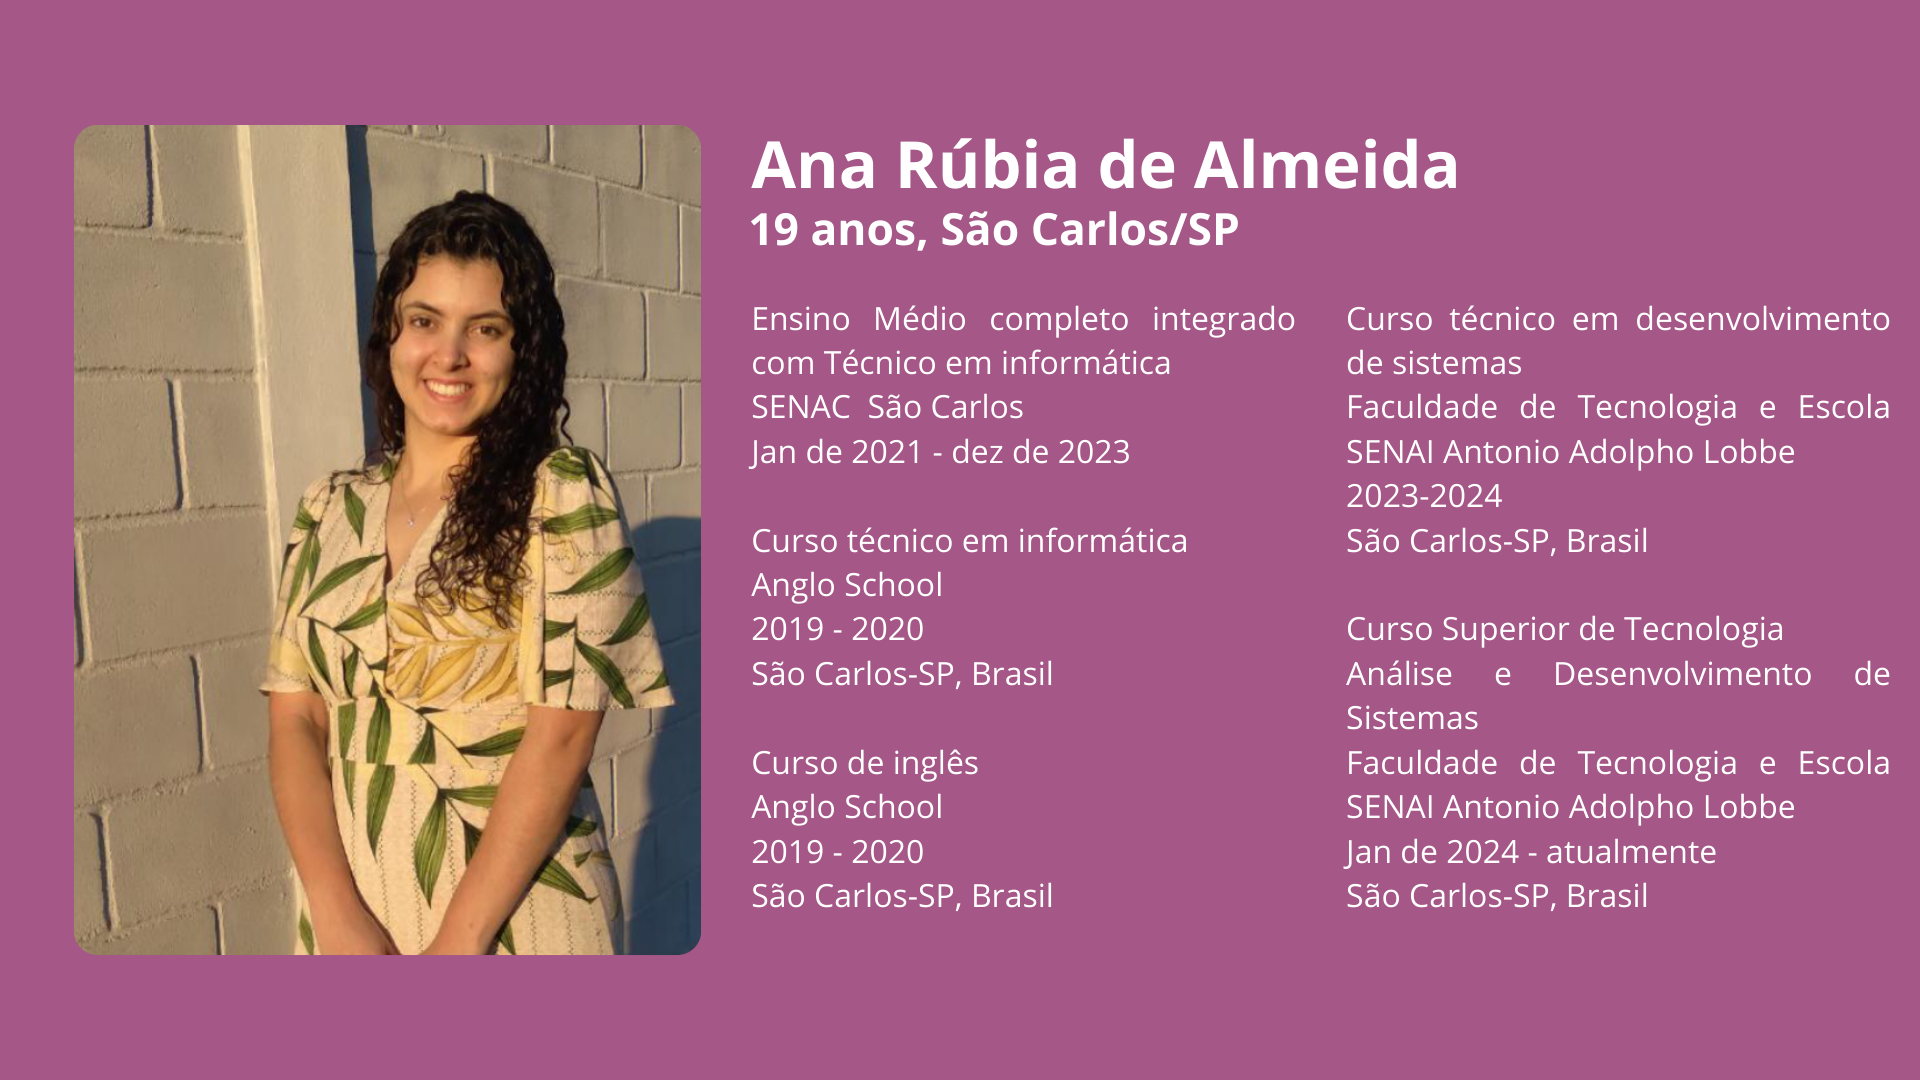 Ana Rúbia de Almeida
19 anos, São Carlos/SP
Ensino Médio completo integrado
com Técnico em informática
SENAC São Carlos
Jan de 2021 - dez de 2023
Curso técnico em informática
Anglo School
2019 - 2020
São Carlos-SP, Brasil
Curso de inglês
Anglo School
2019 - 2020
São Carlos-SP, Brasil
Curso técnico em desenvolvimento
de sistemas
Faculdade de Tecnologia e Escola
SENAI Antonio Adolpho Lobbe
2023-2024
São Carlos-SP, Brasil
Curso Superior de Tecnologia
Análise e Desenvolvimento de
Sistemas
Faculdade de Tecnologia e Escola
SENAI Antonio Adolpho Lobbe
Jan de 2024 - atualmente
São Carlos-SP, Brasil